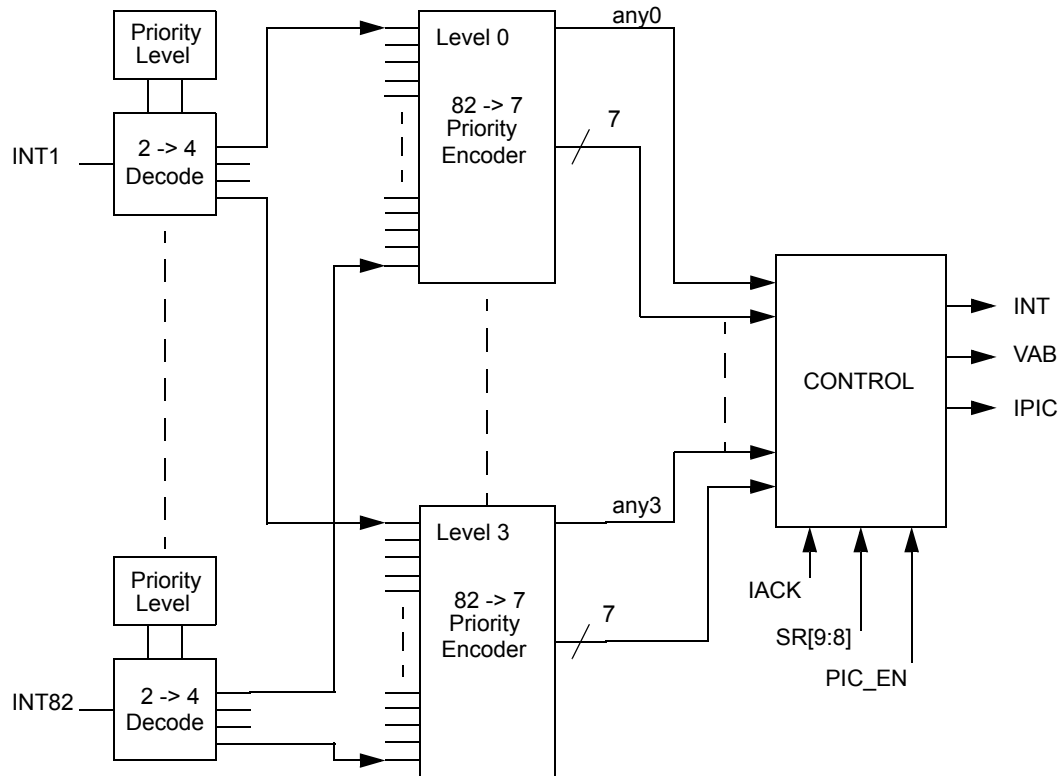 Priority
Level
INT1
2 -> 4
Decode
Level 0
82 -> 7
Priority
Encoder
any0
7
CONTROL
INT
VAB
IPIC
IACK
SR[9:8]
PIC_EN
Priority
Level
INT82
2 -> 4
Decode
Level 3
82 -> 7
Priority
Encoder
any3
7